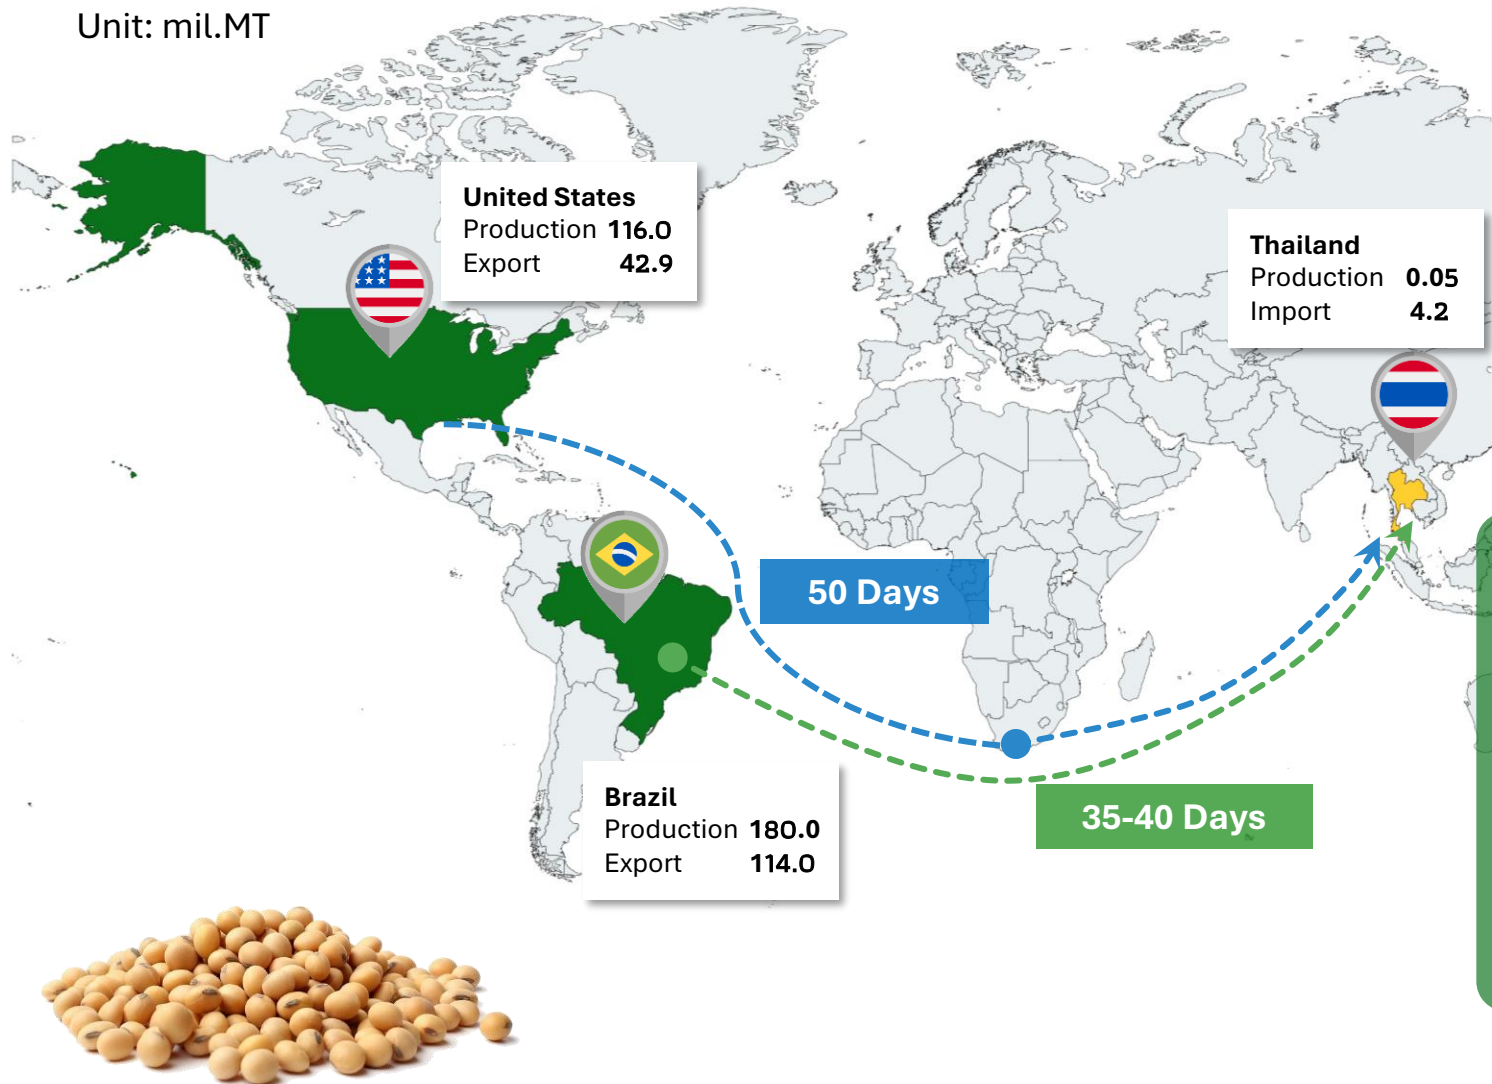 Unit: mil.MT
United States
Production 116.0
Export 42.9
Thailand
Production 0.05
Import 4.2
50 Days
35-40 Days
Brazil
Production 180.0
Export 114.0